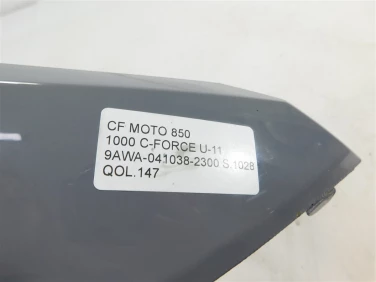 CF MOTO 850
1000 C-FORCE U-11
9AWA-041038-2300 S.1028
QOL.147